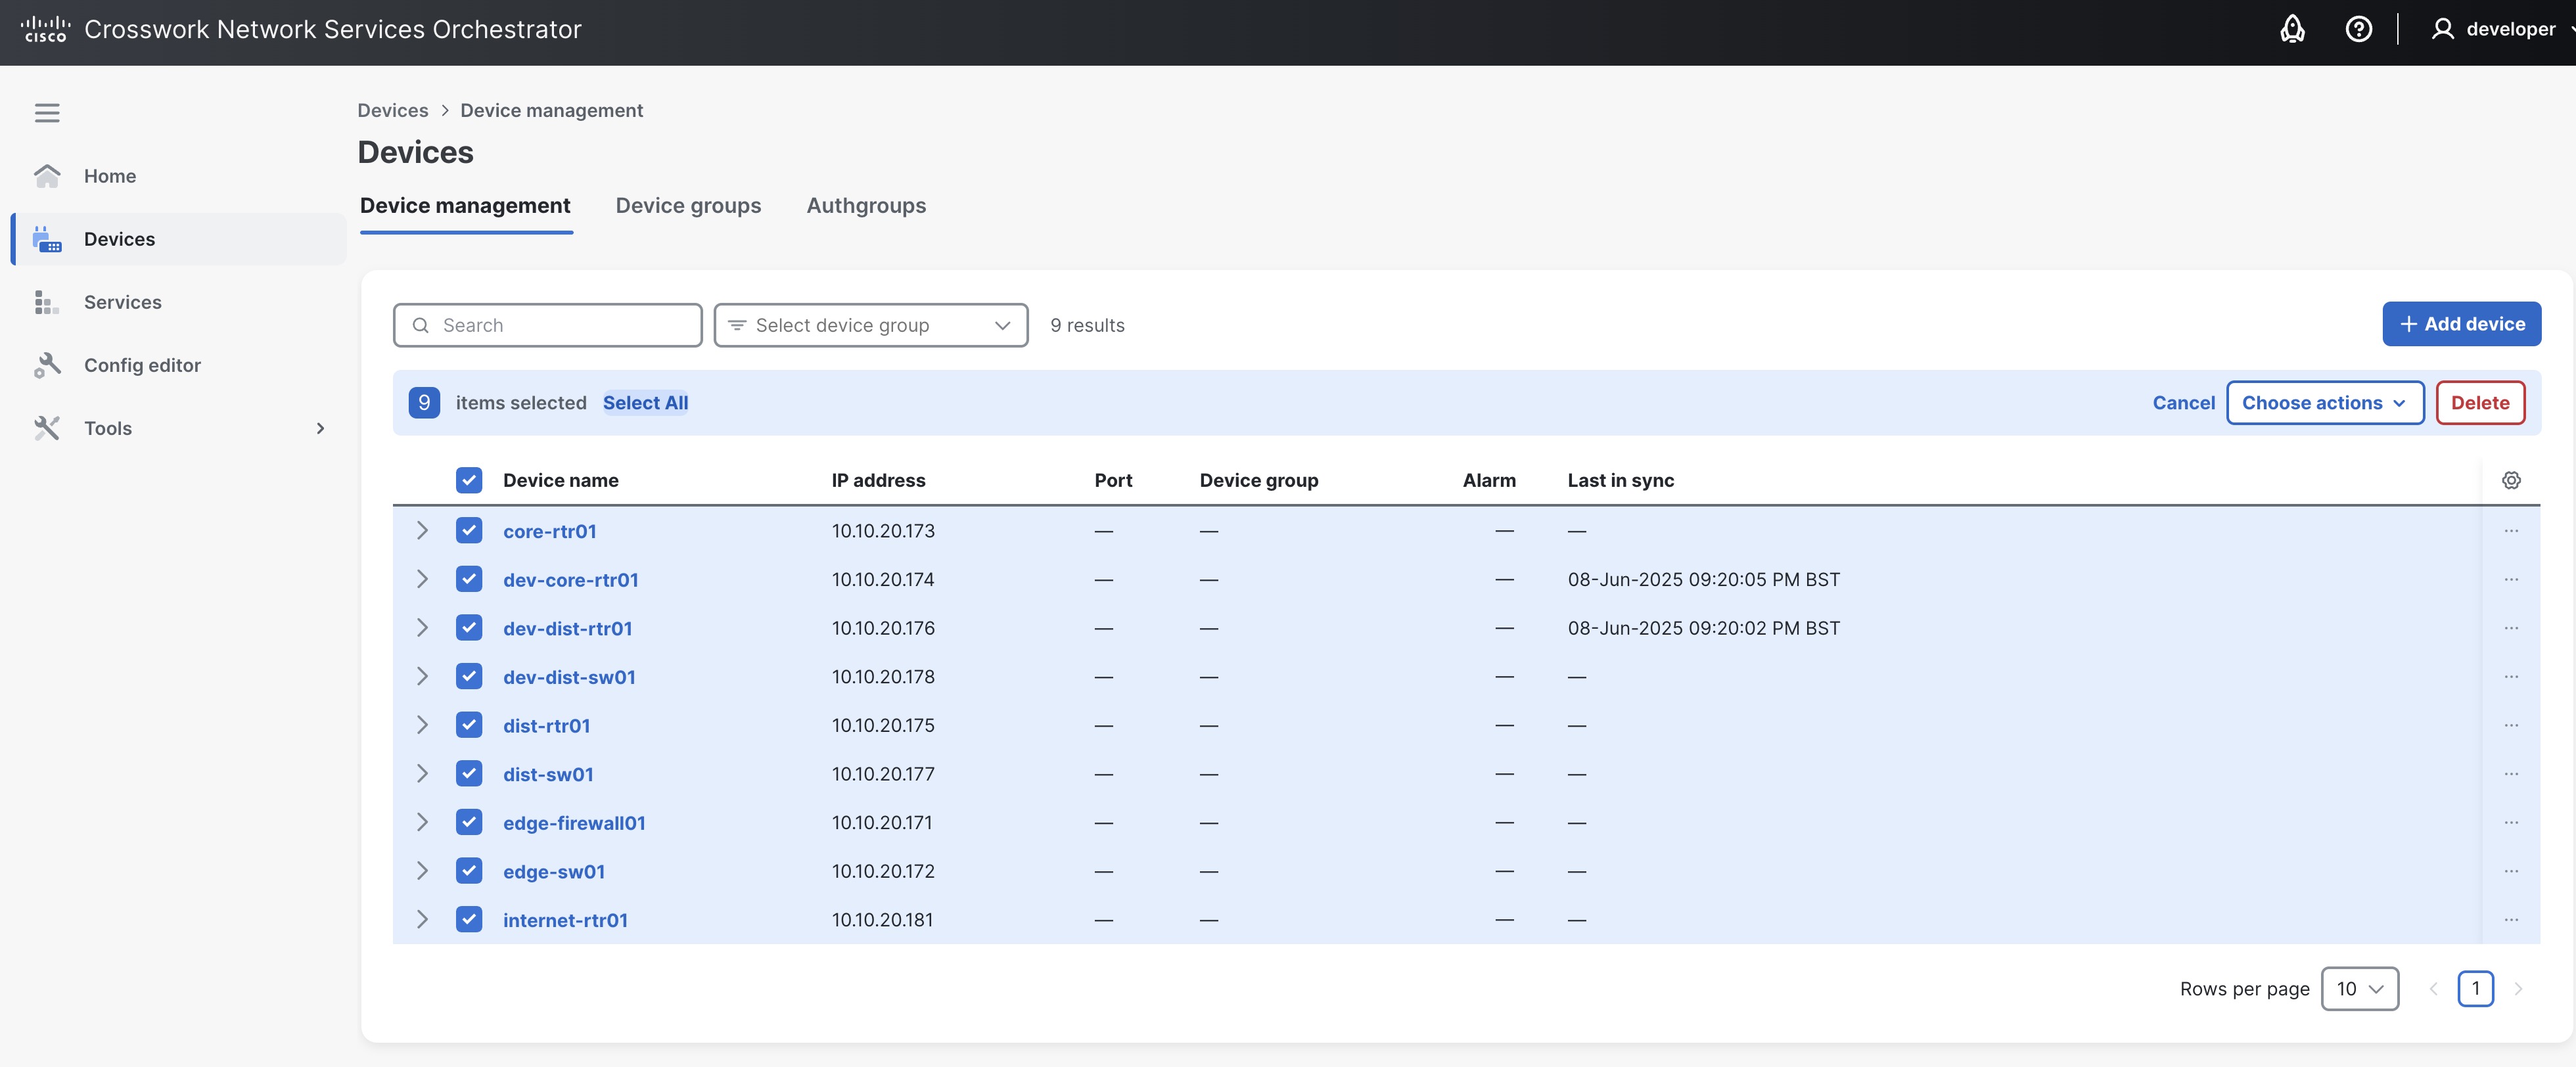 cisco Crosswork Network Services Orchestrator developer
Devices > Device management
Devices
Home
Device management Device groups Authgroups
Devices
Services
Search Select device group 9 results + Add device
Config editor
9 items selected Select All Cancel Choose actions Delete
Tools
Device name IP address Port Device group Alarm Last in sync
core-rtr01 10.10.20.173 — — — —
dev-core-rtr01 10.10.20.174 — — — 08-Jun-2025 09:20:05 PM BST
dev-dist-rtr01 10.10.20.176 — — — 08-Jun-2025 09:20:02 PM BST
dev-dist-sw01 10.10.20.178 — — — —
dist-rtr01 10.10.20.175 — — — —
dist-sw01 10.10.20.177 — — — —
edge-firewall01 10.10.20.171 — — — —
edge-sw01 10.10.20.172 — — — —
internet-rtr01 10.10.20.181 — — — —
Rows per page 10 1